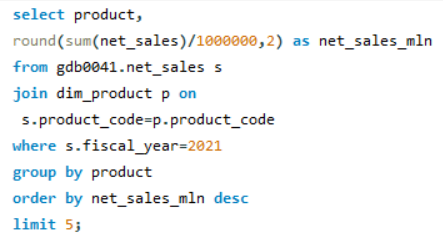 select product,
round(sum(net_sales)/1000000,2) as net_sales_mln
from gdb0041.net_sales s
join dim_product p on
s.product_code=p.product_code
where s.fiscal_year=2021
group by product
order by net_sales_mln desc
limit 5;